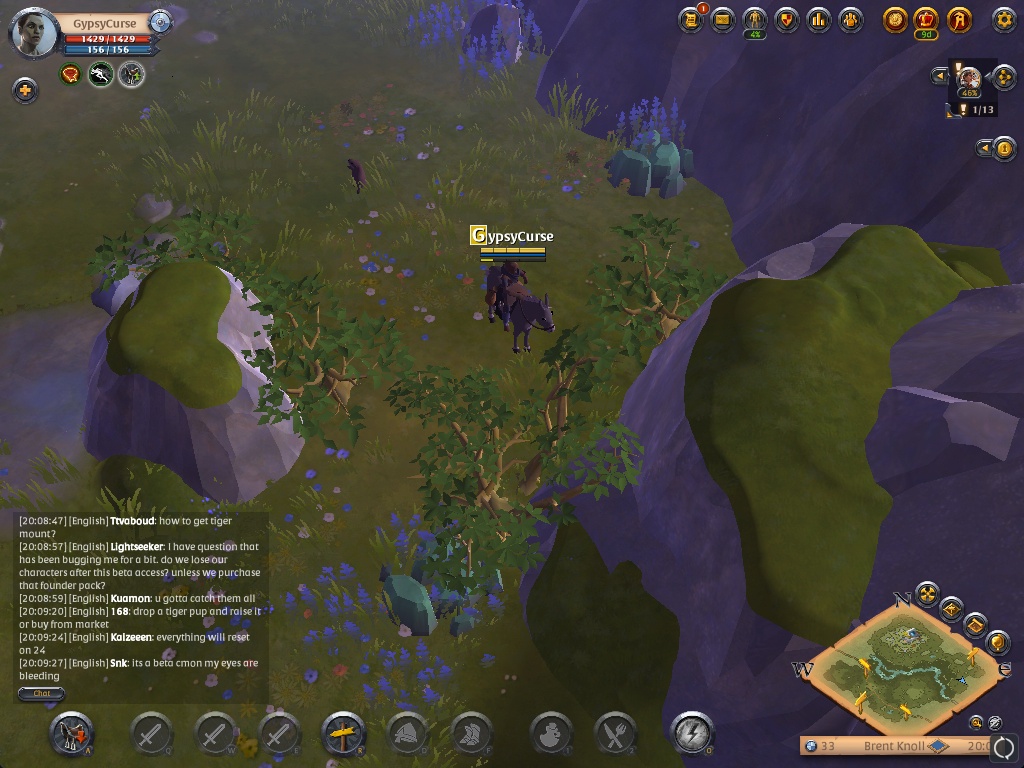 GypsyCurse
1429 / 1429
156 / 156
1
4%
9d
46%
1/13
GypsyCurse
[20:08:47] [English] Ttvaboud: how to get tiger
mount?
[20:08:57] [English] Lightseeker: I have question that
has been bugging me for a bit. do we lose our
characters after this beta access? unless we purchase
that founder pack?
[20:08:59] [English] Kuamon: u gotta catch them all
[20:09:20] [English] 168: drop a tiger pup and raise it
or buy from market
[20:09:24] [English] Kaizeeen: everything will reset
on 24
[20:09:27] [English] Snk: its a beta cmon my eyes are
bleeding
Chat
N
W
E
A
Q
W
E
R
D
F
1
2
33 Brent Knoll 20:0